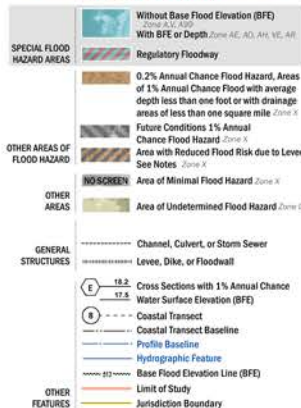 Without Base Flood Elevation (BFE)
Zone A,V, A99
With BFE or Depth Zone AE, AO, AH, VE, AR
SPECIAL FLOOD
HAZARD AREAS
Regulatory Floodway
0.2% Annual Chance Flood Hazard, Areas
of 1% Annual Chance Flood with average
depth less than one foot or with drainage
areas of less than one square mile Zone X
Future Conditions 1% Annual
Chance Flood Hazard Zone X
OTHER AREAS OF
FLOOD HAZARD
Area with Reduced Flood Risk due to Levee
See Notes Zone X
NO SCREEN Area of Minimal Flood Hazard Zone X
OTHER
AREAS
Area of Undetermined Flood Hazard Zone D
GENERAL
STRUCTURES
Channel, Culvert, or Storm Sewer
Levee, Dike, or Floodwall
E 18.2 Cross Sections with 1% Annual Chance
17.5 Water Surface Elevation (BFE)
8 Coastal Transect
Coastal Transect Baseline
Profile Baseline
Hydrographic Feature
513 Base Flood Elevation Line (BFE)
OTHER
FEATURES
Limit of Study
Jurisdiction Boundary